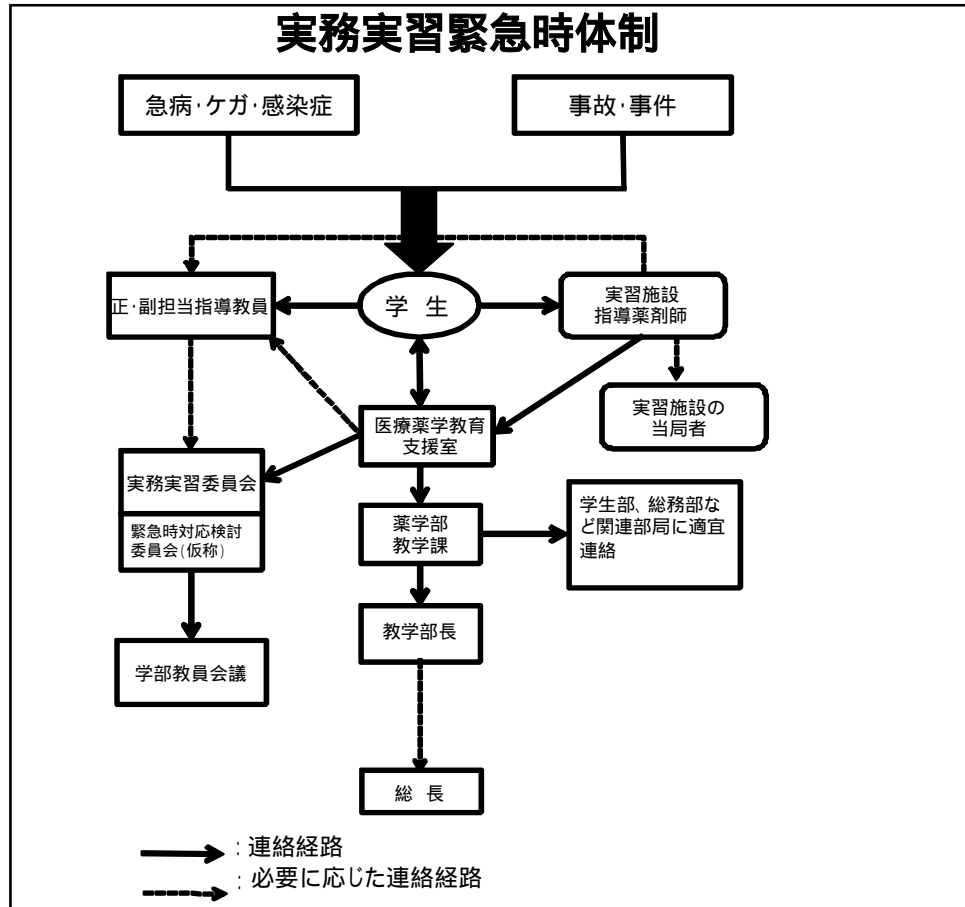 実務実習緊急時体制
急病・ケガ・感染症
事故・事件
正・副担当指導教員
学 生
実習施設
指導薬剤師
実習施設の
当局者
医療薬学教育
支援室
実務実習委員会
緊急時対応検討
委員会(仮称)
薬学部
教学課
学生部、総務部な
ど関連部局に適宜
連絡
教学部長
学部教員会議
総 長
: 連絡経路
: 必要に応じた連絡経路